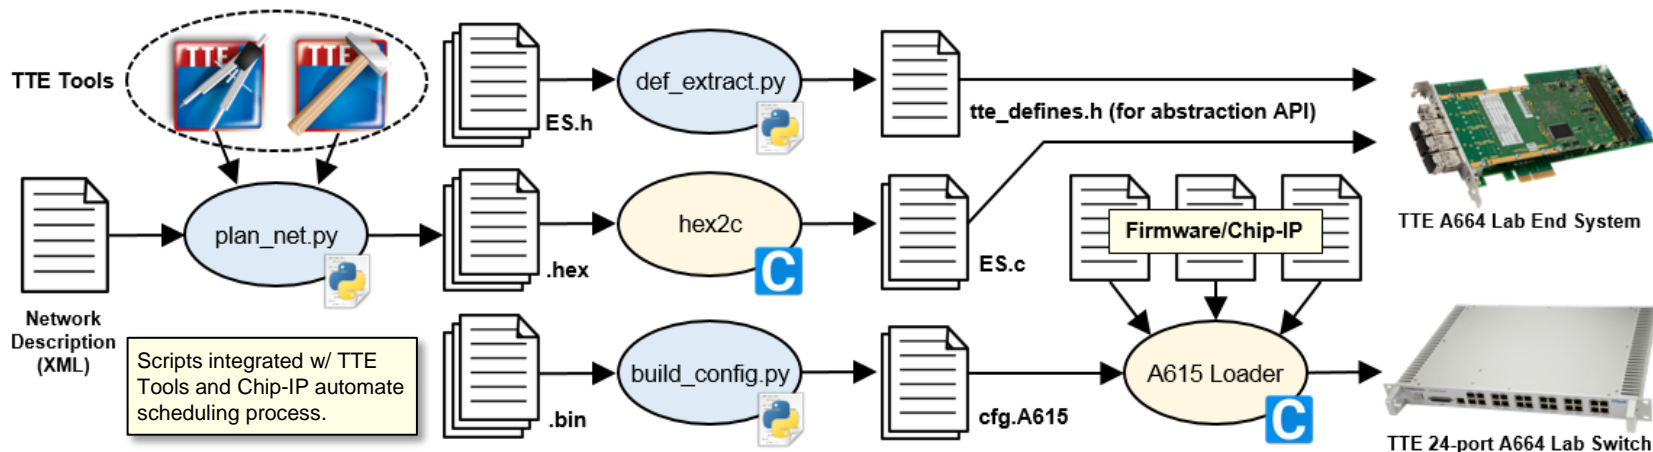 TTE
TTE
TTE Tools
def_extract.py
ES.h
tte_defines.h (for abstraction API)
TTE A664 Lab End System
plan_net.py
.hex
hex2c
C
ES.c
Firmware/Chip-IP
Network
Description
(XML)
Scripts integrated w/ TTE
Tools and Chip-IP automate
scheduling process.
.bin
build_config.py
cfg.A615
A615 Loader
C
TTE 24-port A664 Lab Switch